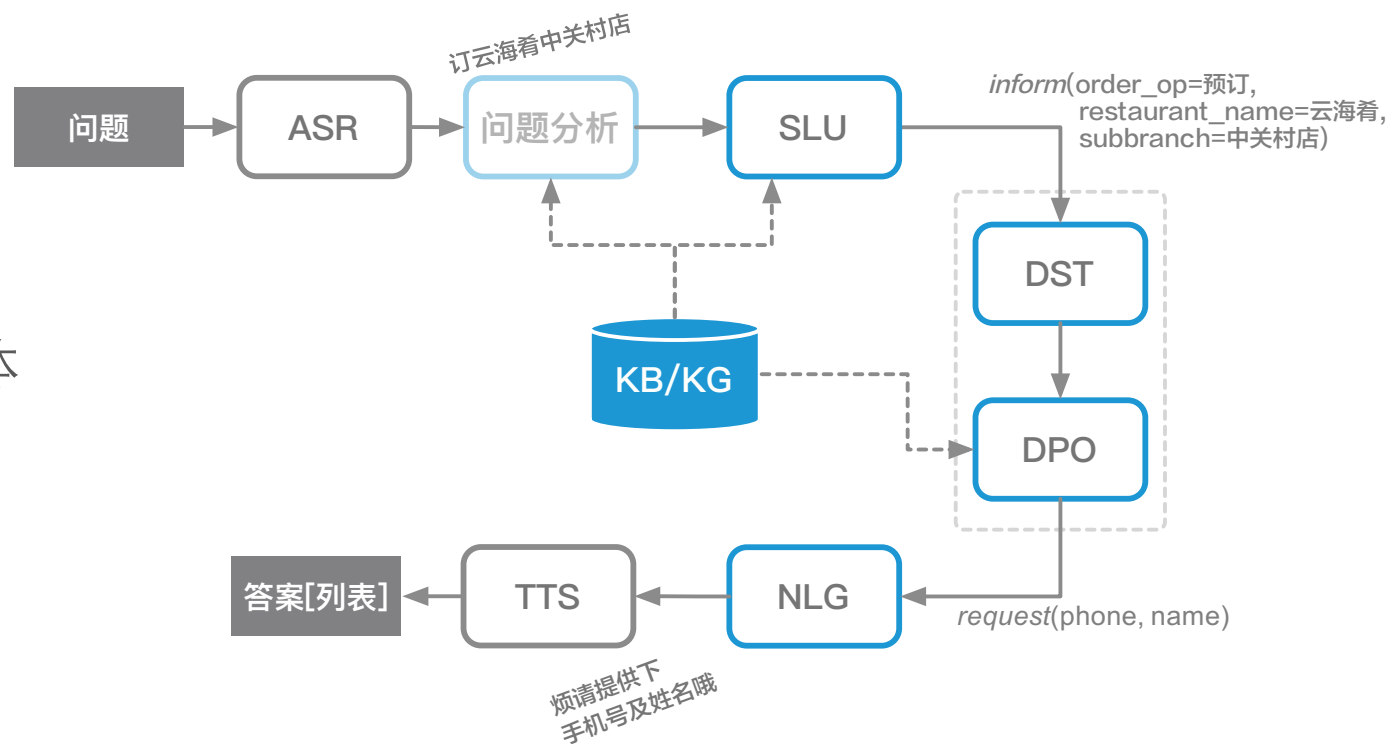 订云海肴中关村店
问题
ASR
问题分析
SLU
inform(order_op=预订,
restaurant_name=云海肴,
subbranch=中关村店)
DST
KB/KG
DPO
答案[列表]
TTS
NLG
request(phone, name)
烦请提供下
手机号及姓名哦